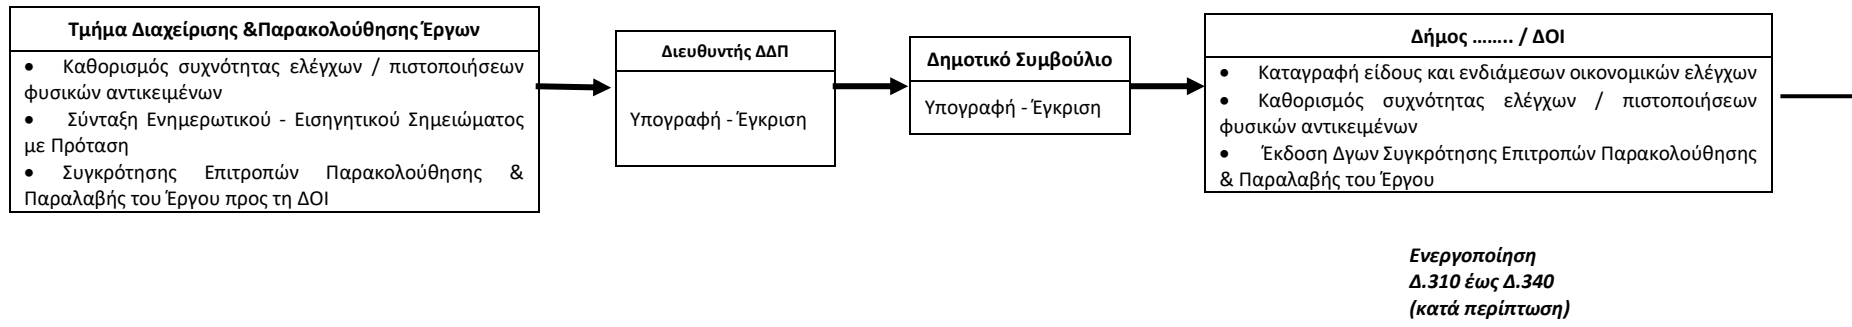 Τμήμα Διαχείρισης &Παρακολούθησης Έργων
• Καθορισμός συχνότητας ελέγχων / πιστοποιήσεων
φυσικών αντικειμένων
• Σύνταξη Ενημερωτικού - Εισηγητικού Σημειώματος
με Πρόταση
• Συγκρότησης Επιτροπών Παρακολούθησης &
Παραλαβής του Έργου προς τη ΔΟΙ
Διευθυντής ΔΔΠ
Υπογραφή - Έγκριση
Δημοτικό Συμβούλιο
Υπογραφή - Έγκριση
Δήμος …….. / ΔΟΙ
• Καταγραφή είδους και ενδιάμεσων οικονομικών ελέγχων
• Καθορισμός συχνότητας ελέγχων / πιστοποιήσεων
φυσικών αντικειμένων
• Έκδοση Δγων Συγκρότησης Επιτροπών Παρακολούθησης
& Παραλαβής του Έργου
Ενεργοποίηση
Δ.310 έως Δ.340
(κατά περίπτωση)